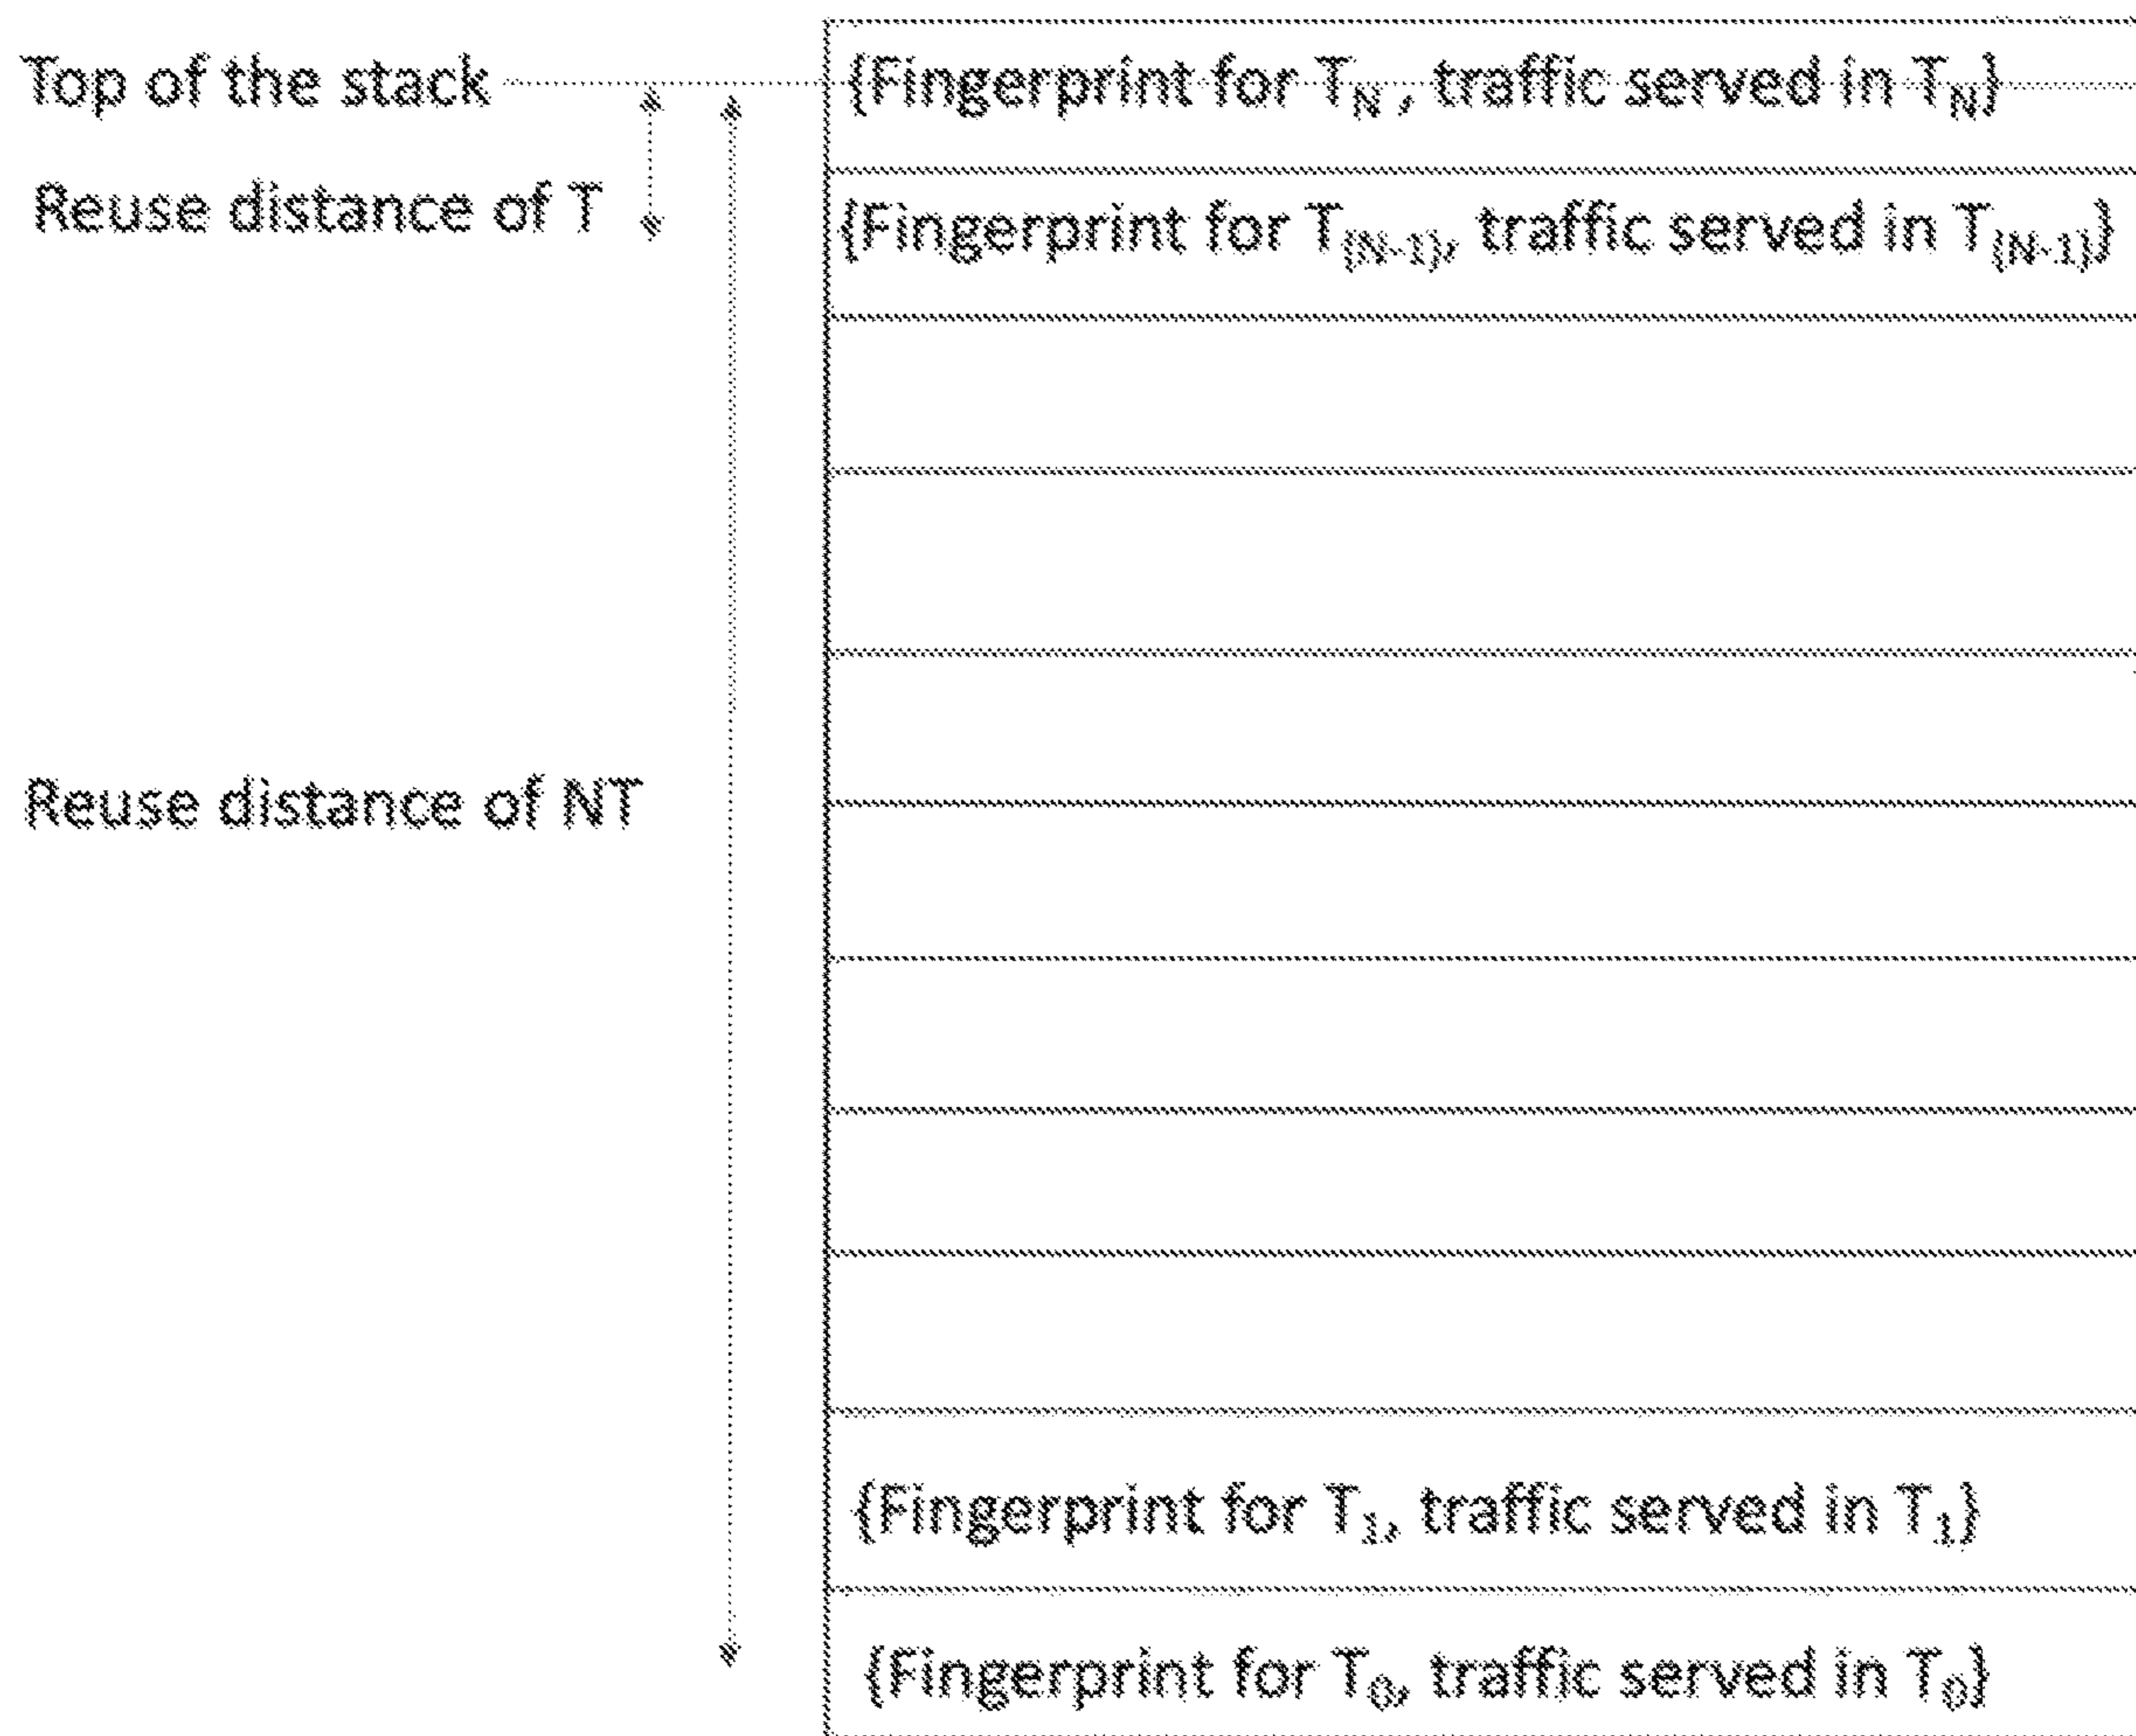 Top of the stack
{Fingerprint for T_N , traffic served in T_N}
Reuse distance of T
{Fingerprint for T_{N-1}, traffic served in T_{N-1}}
Reuse distance of NT
{Fingerprint for T_1, traffic served in T_1}
{Fingerprint for T_0, traffic served in T_0}